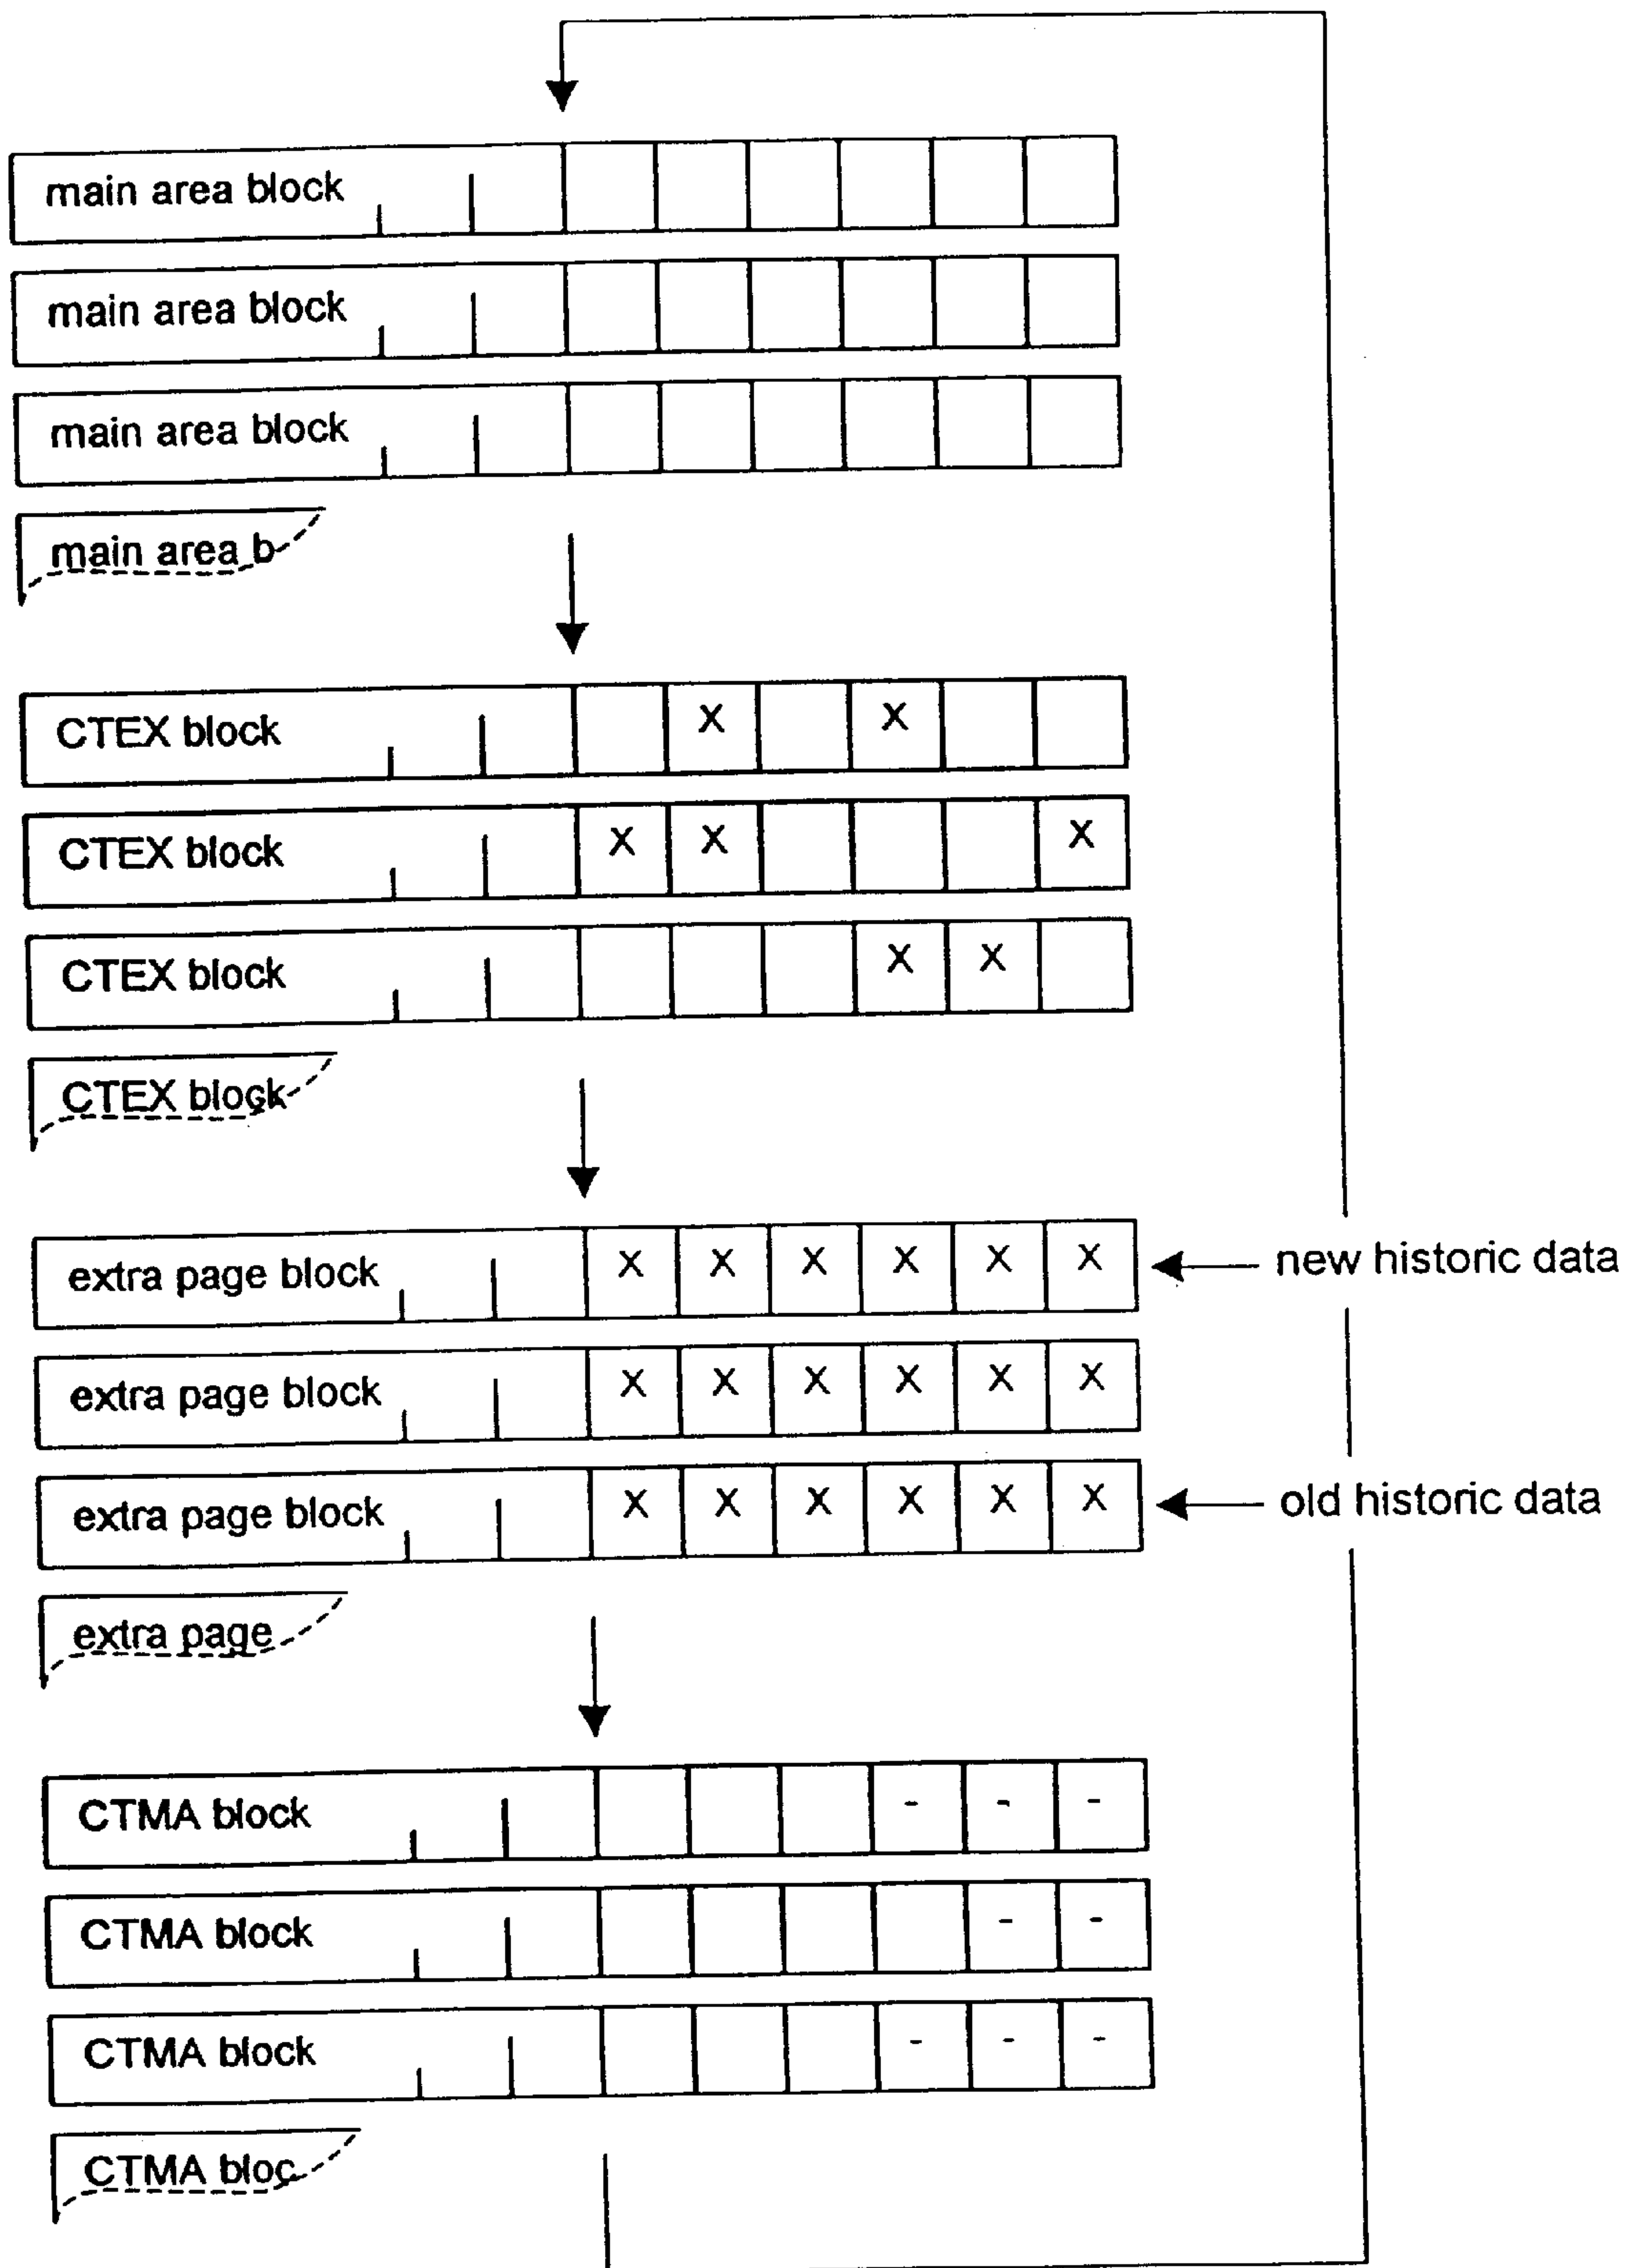 main area block
main area block
main area block
main area b
CTEX block X X
CTEX block X X X
CTEX block X X
CTEX block
extra page block X X X X X X new historic data
extra page block X X X X X X
extra page block X X X X X X old historic data
extra page
CTMA block - - -
CTMA block - -
CTMA block - - -
CTMA bloc